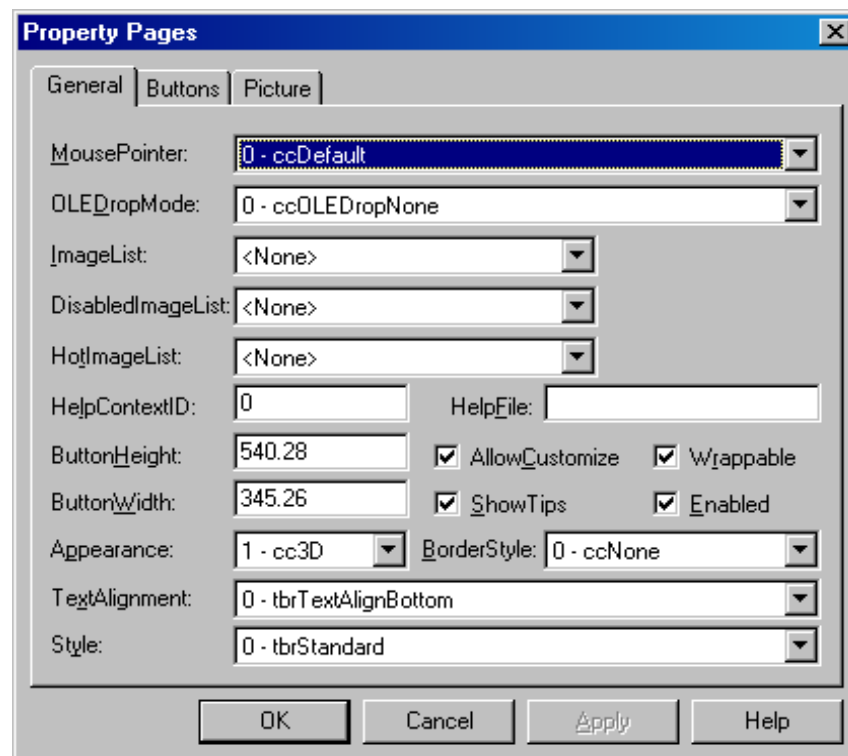 Property Pages
General Buttons Picture
MousePointer: 0 - ccDefault
OLEDropMode: 0 - ccOLEDropNone
ImageList: <None>
DisabledImageList: <None>
HotImageList: <None>
HelpContextID: 0 HelpFile:
ButtonHeight: 540.28 AllowCustomize Wrappable
ButtonWidth: 345.26 ShowTips Enabled
Appearance: 1 - cc3D BorderStyle: 0 - ccNone
TextAlignment: 0 - tbrTextAlignBottom
Style: 0 - tbrStandard
OK Cancel Apply Help